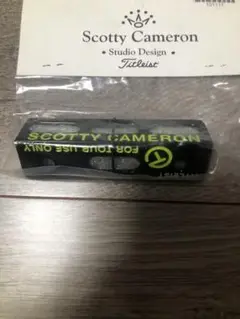 Scotty Cameron
• Studio Design •
Titleist
SCOTTY CAMERON
FOR TOUR USE ONLY
T